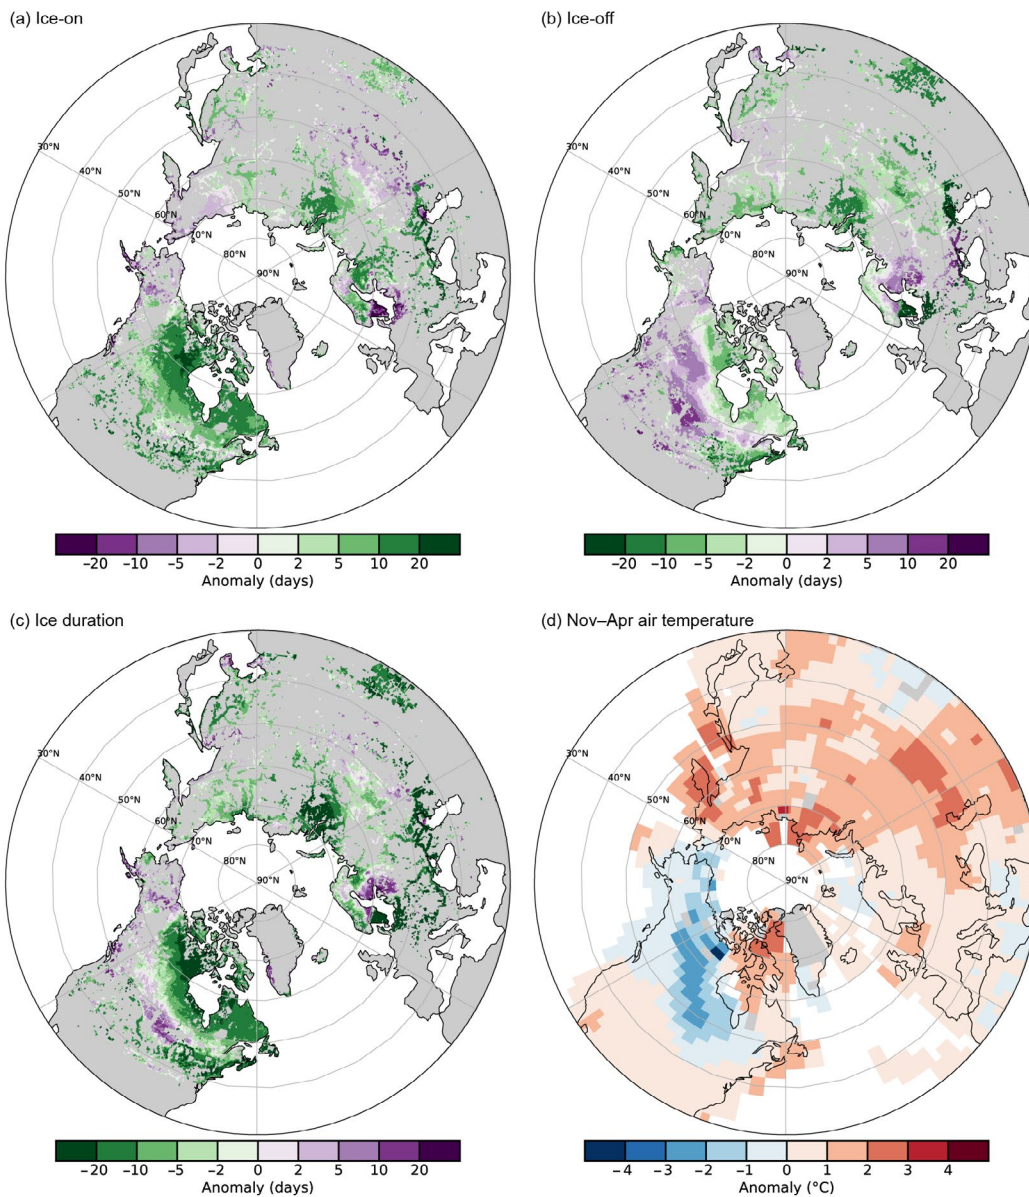 (a) Ice-on
30°N
40°N
50°N
60°N
70°N
80°N
90°N
–20 –10 –5 –2 0 2 5 10 20
Anomaly (days)
(b) Ice-off
30°N
40°N
50°N
60°N
70°N
80°N
90°N
–20 –10 –5 –2 0 2 5 10 20
Anomaly (days)
(c) Ice duration
30°N
40°N
50°N
60°N
70°N
80°N
90°N
–20 –10 –5 –2 0 2 5 10 20
Anomaly (days)
(d) Nov–Apr air temperature
30°N
40°N
50°N
60°N
70°N
80°N
90°N
–4 –3 –2 –1 0 1 2 3 4
Anomaly (°C)